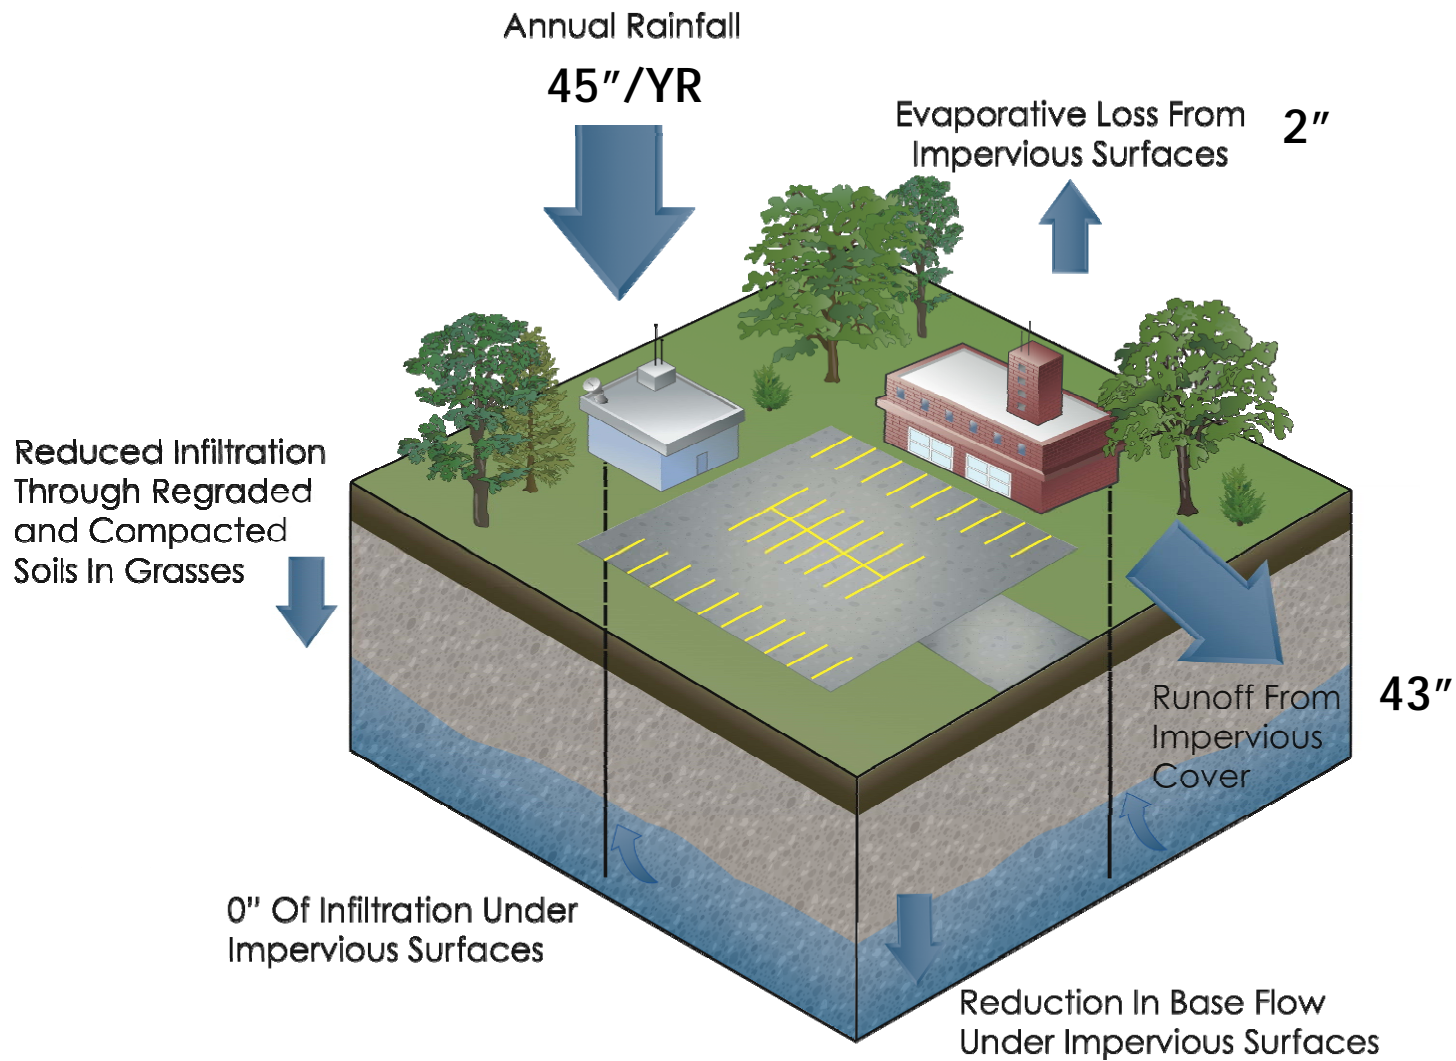 Annual Rainfall
45"/YR
Evaporative Loss From
Impervious Surfaces
2"
Reduced Infiltration
Through Regraded
and Compacted
Soils In Grasses
Runoff From
Impervious
Cover
43"
0" Of Infiltration Under
Impervious Surfaces
Reduction In Base Flow
Under Impervious Surfaces